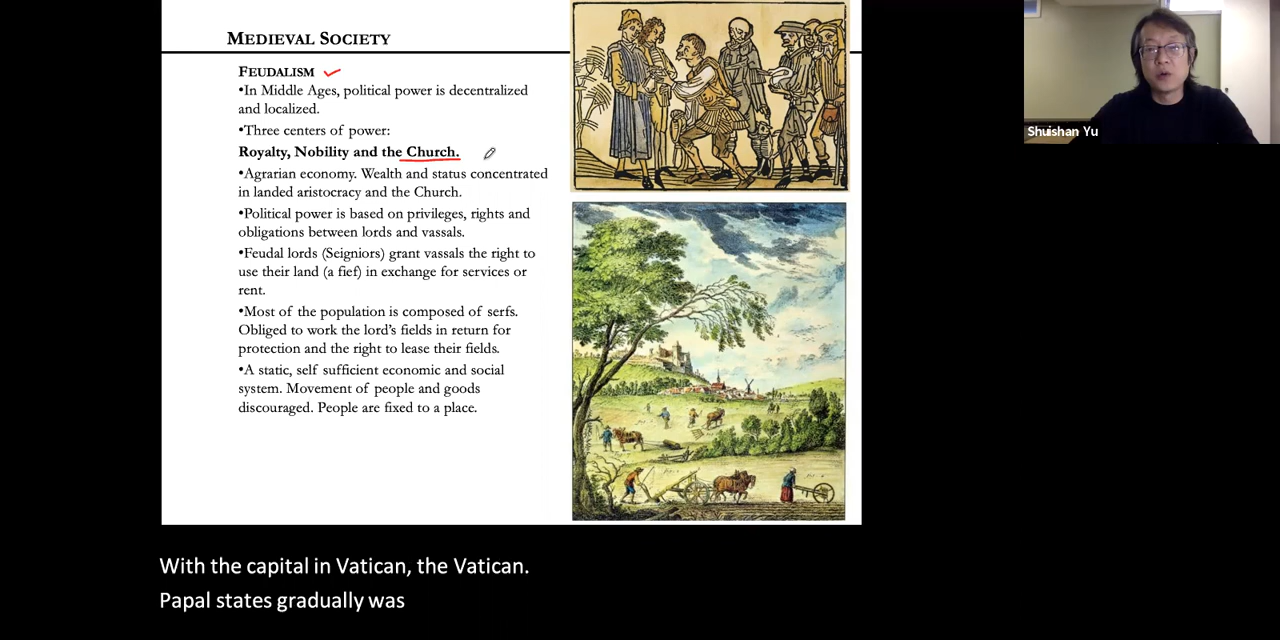 MEDIEVAL SOCIETY
FEUDALISM
•In Middle Ages, political power is decentralized
and localized.
•Three centers of power:
Royalty, Nobility and the Church.
•Agrarian economy. Wealth and status concentrated
in landed aristocracy and the Church.
•Political power is based on privileges, rights and
obligations between lords and vassals.
•Feudal lords (Seigniors) grant vassals the right to
use their land (a fief) in exchange for services or
rent.
•Most of the population is composed of serfs.
Obliged to work the lord's fields in return for
protection and the right to lease their fields.
•A static, self sufficient economic and social
system. Movement of people and goods
discouraged. People are fixed to a place.
Shuishan Yu
With the capital in Vatican, the Vatican.
Papal states gradually was